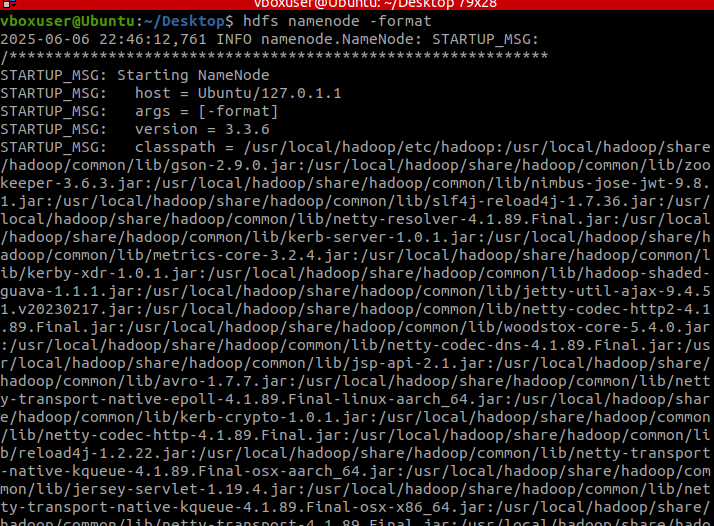 vboxuser@Ubuntu: ~/Desktop 79x28
vboxuser@Ubuntu:~/Desktop$ hdfs namenode -format
2025-06-06 22:46:12,761 INFO namenode.NameNode: STARTUP_MSG:
/************************************************************
STARTUP_MSG: Starting NameNode
STARTUP_MSG:   host = Ubuntu/127.0.1.1
STARTUP_MSG:   args = [-format]
STARTUP_MSG:   version = 3.3.6
STARTUP_MSG:   classpath = /usr/local/hadoop/etc/hadoop:/usr/local/hadoop/share
/hadoop/common/lib/gson-2.9.0.jar:/usr/local/hadoop/share/hadoop/common/lib/zoo
keeper-3.6.3.jar:/usr/local/hadoop/share/hadoop/common/lib/nimbus-jose-jwt-9.8.
1.jar:/usr/local/hadoop/share/hadoop/common/lib/slf4j-reload4j-1.7.36.jar:/usr/
local/hadoop/share/hadoop/common/lib/netty-resolver-4.1.89.Final.jar:/usr/local
/hadoop/share/hadoop/common/lib/kerb-server-1.0.1.jar:/usr/local/hadoop/share/h
adoop/common/lib/metrics-core-3.2.4.jar:/usr/local/hadoop/share/hadoop/common/l
ib/kerby-xdr-1.0.1.jar:/usr/local/hadoop/share/hadoop/common/lib/hadoop-shaded-
guava-1.1.1.jar:/usr/local/hadoop/share/hadoop/common/lib/jetty-util-ajax-9.4.5
1.v20230217.jar:/usr/local/hadoop/share/hadoop/common/lib/netty-codec-http2-4.1
.89.Final.jar:/usr/local/hadoop/share/hadoop/common/lib/woodstox-core-5.4.0.jar
:/usr/local/hadoop/share/hadoop/common/lib/netty-codec-dns-4.1.89.Final.jar:/us
r/local/hadoop/share/hadoop/common/lib/jsp-api-2.1.jar:/usr/local/hadoop/share/
hadoop/common/lib/avro-1.7.7.jar:/usr/local/hadoop/share/hadoop/common/lib/nett
y-transport-native-epoll-4.1.89.Final-linux-aarch_64.jar:/usr/local/hadoop/shar
e/hadoop/common/lib/kerb-crypto-1.0.1.jar:/usr/local/hadoop/share/hadoop/common
/lib/netty-codec-http-4.1.89.Final.jar:/usr/local/hadoop/share/hadoop/common/li
b/reload4j-1.2.22.jar:/usr/local/hadoop/share/hadoop/common/lib/netty-transport
-native-kqueue-4.1.89.Final-osx-aarch_64.jar:/usr/local/hadoop/share/hadoop/com
mon/lib/jersey-servlet-1.19.4.jar:/usr/local/hadoop/share/hadoop/common/lib/net
ty-transport-native-kqueue-4.1.89.Final-osx-x86_64.jar:/usr/local/hadoop/share/
hadoop/common/lib/netty-transport-4.1.89.Final.jar:/usr/local/hadoop/share/hado